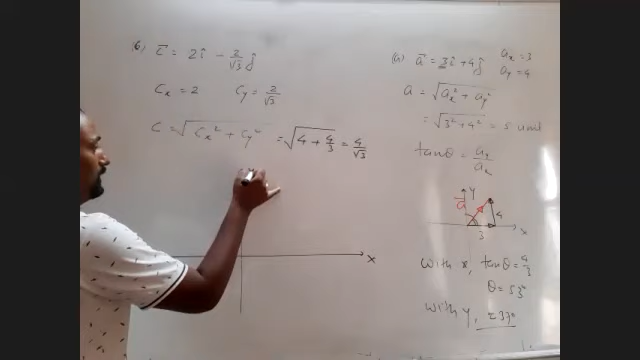 (b) c⃗ = 2î - 2/√3 ĵ
Cx = 2 Cy = 2/√3
C = √(Cx² + Cy²) = √(4 + 4/3) = 4/√3
x
(a) a⃗ = 3î + 4ĵ ax = 3
ay = 4
a = √(ax² + ay²)
= √(3² + 4²) = 5 unit
tanθ = ay/ax
y
a⃗
4
3
x
with x, tanθ = 4/3
θ = 53°
with y, = 37°